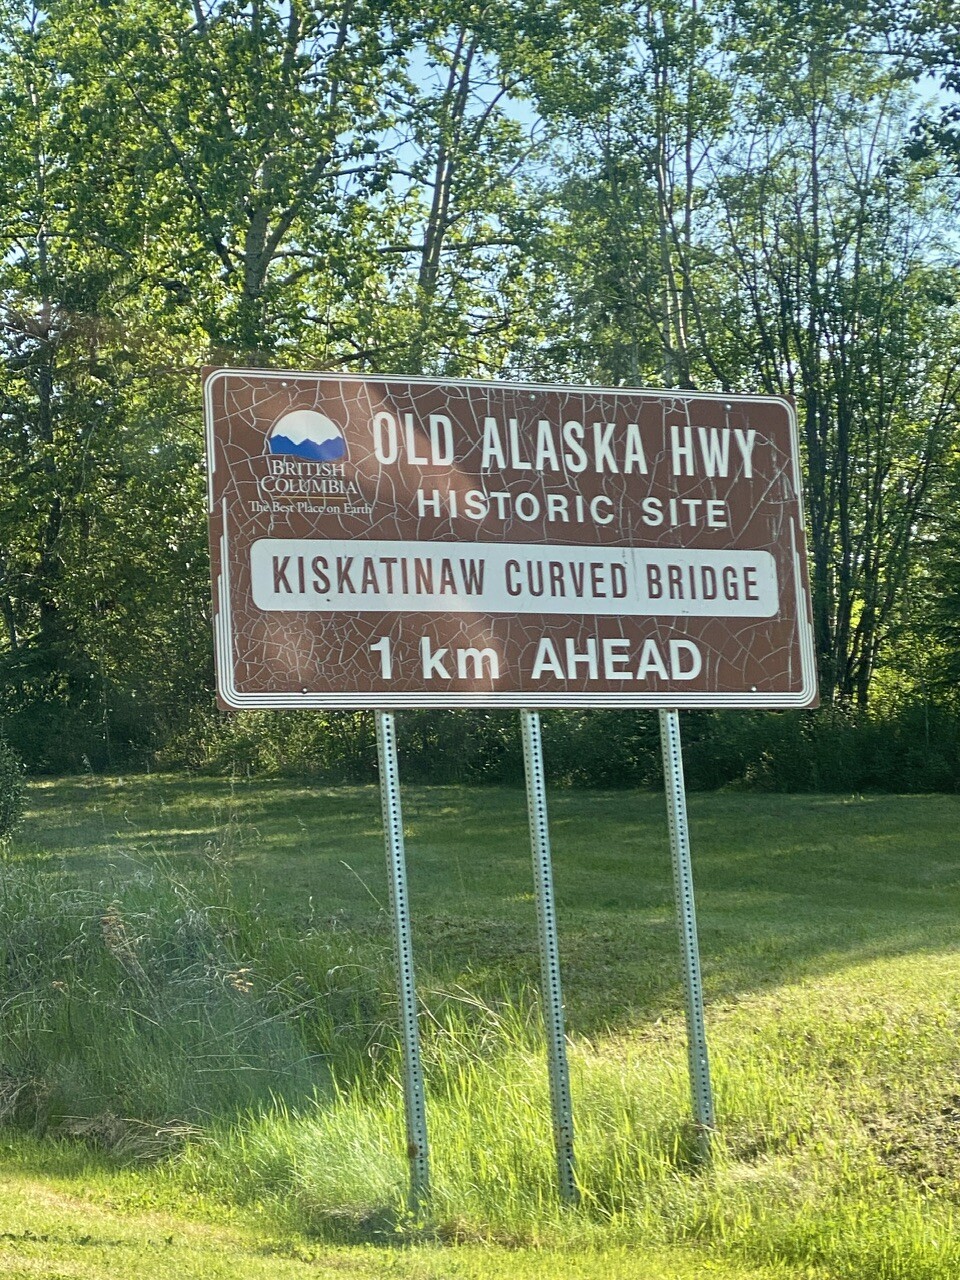 OLD ALASKA HWY
HISTORIC SITE
BRITISH
COLUMBIA
The Best Place on Earth
KISKATINAW CURVED BRIDGE
1 km AHEAD